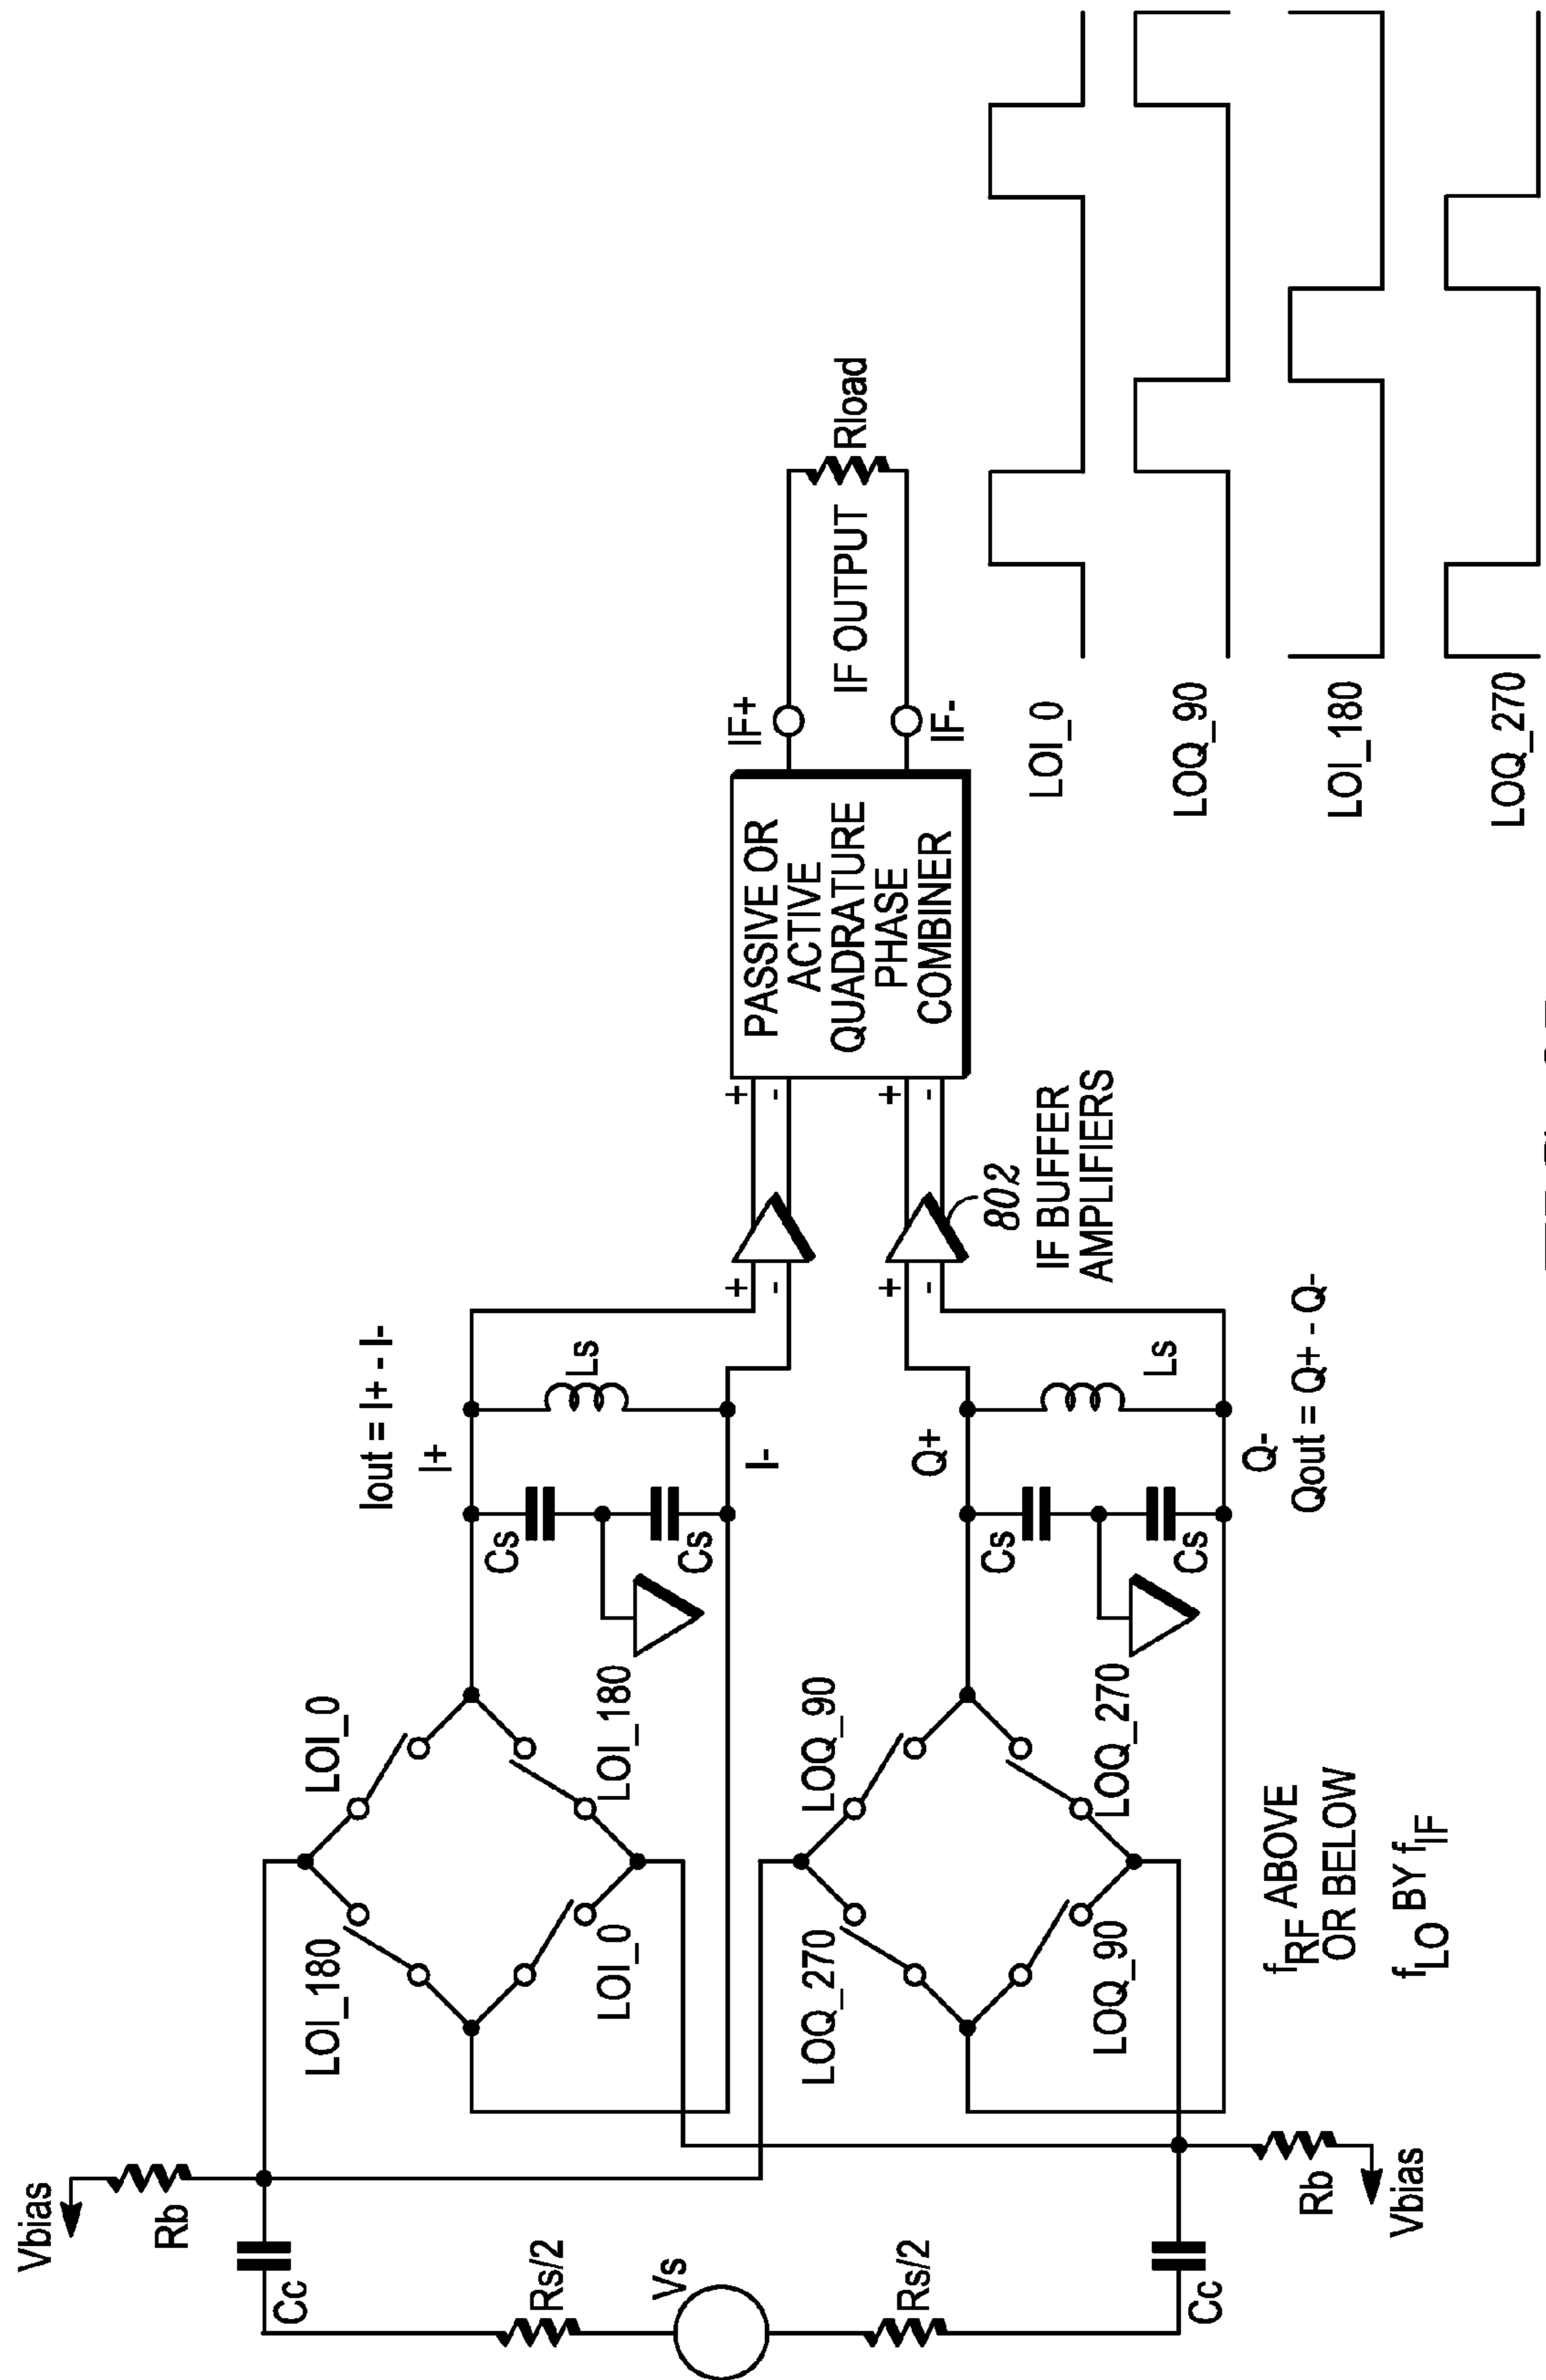 Vbias
Rb
Cc
Rs/2
Vs
Rs/2
Cc
Rb
Vbias
LOI_180
LOI_0
LOI_0
LOI_180
LOQ_270
LOQ_90
LOQ_90
LOQ_270
fRF ABOVE
OR BELOW
fLO BY fIF
Iout = I+ - I-
I+
Cs
Cs
Ls
I-
Q+
Cs
Cs
Ls
Q-
Qout = Q+ - Q-
+
-
+
-
802
IF BUFFER
AMPLIFIERS
+
-
+
-
PASSIVE OR
ACTIVE
QUADRATURE
PHASE
COMBINER
IF+
IF-
IF OUTPUT
Rload
LOI_0
LOQ_90
LOI_180
LOQ_270